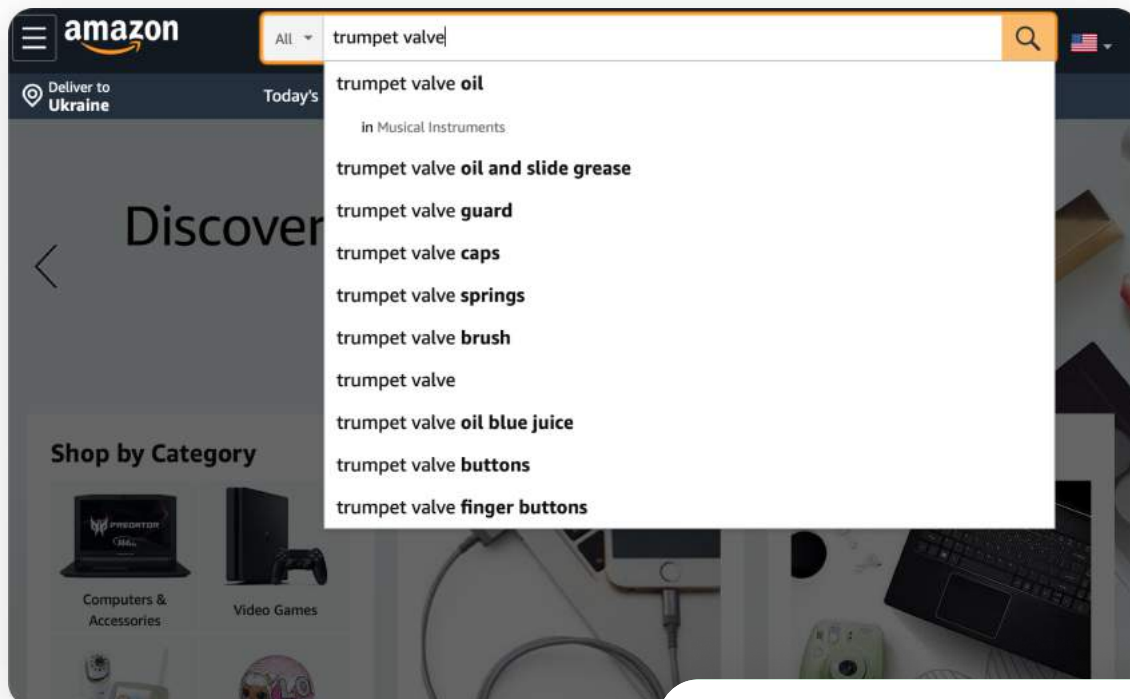 amazon
All
trumpet valve
Deliver to
Ukraine
Today's
trumpet valve oil
in Musical Instruments
trumpet valve oil and slide grease
trumpet valve guard
trumpet valve caps
trumpet valve springs
trumpet valve brush
trumpet valve
trumpet valve oil blue juice
trumpet valve buttons
trumpet valve finger buttons
Discover
Shop by Category
PREDATOR
Computers &
Accessories
Video Games